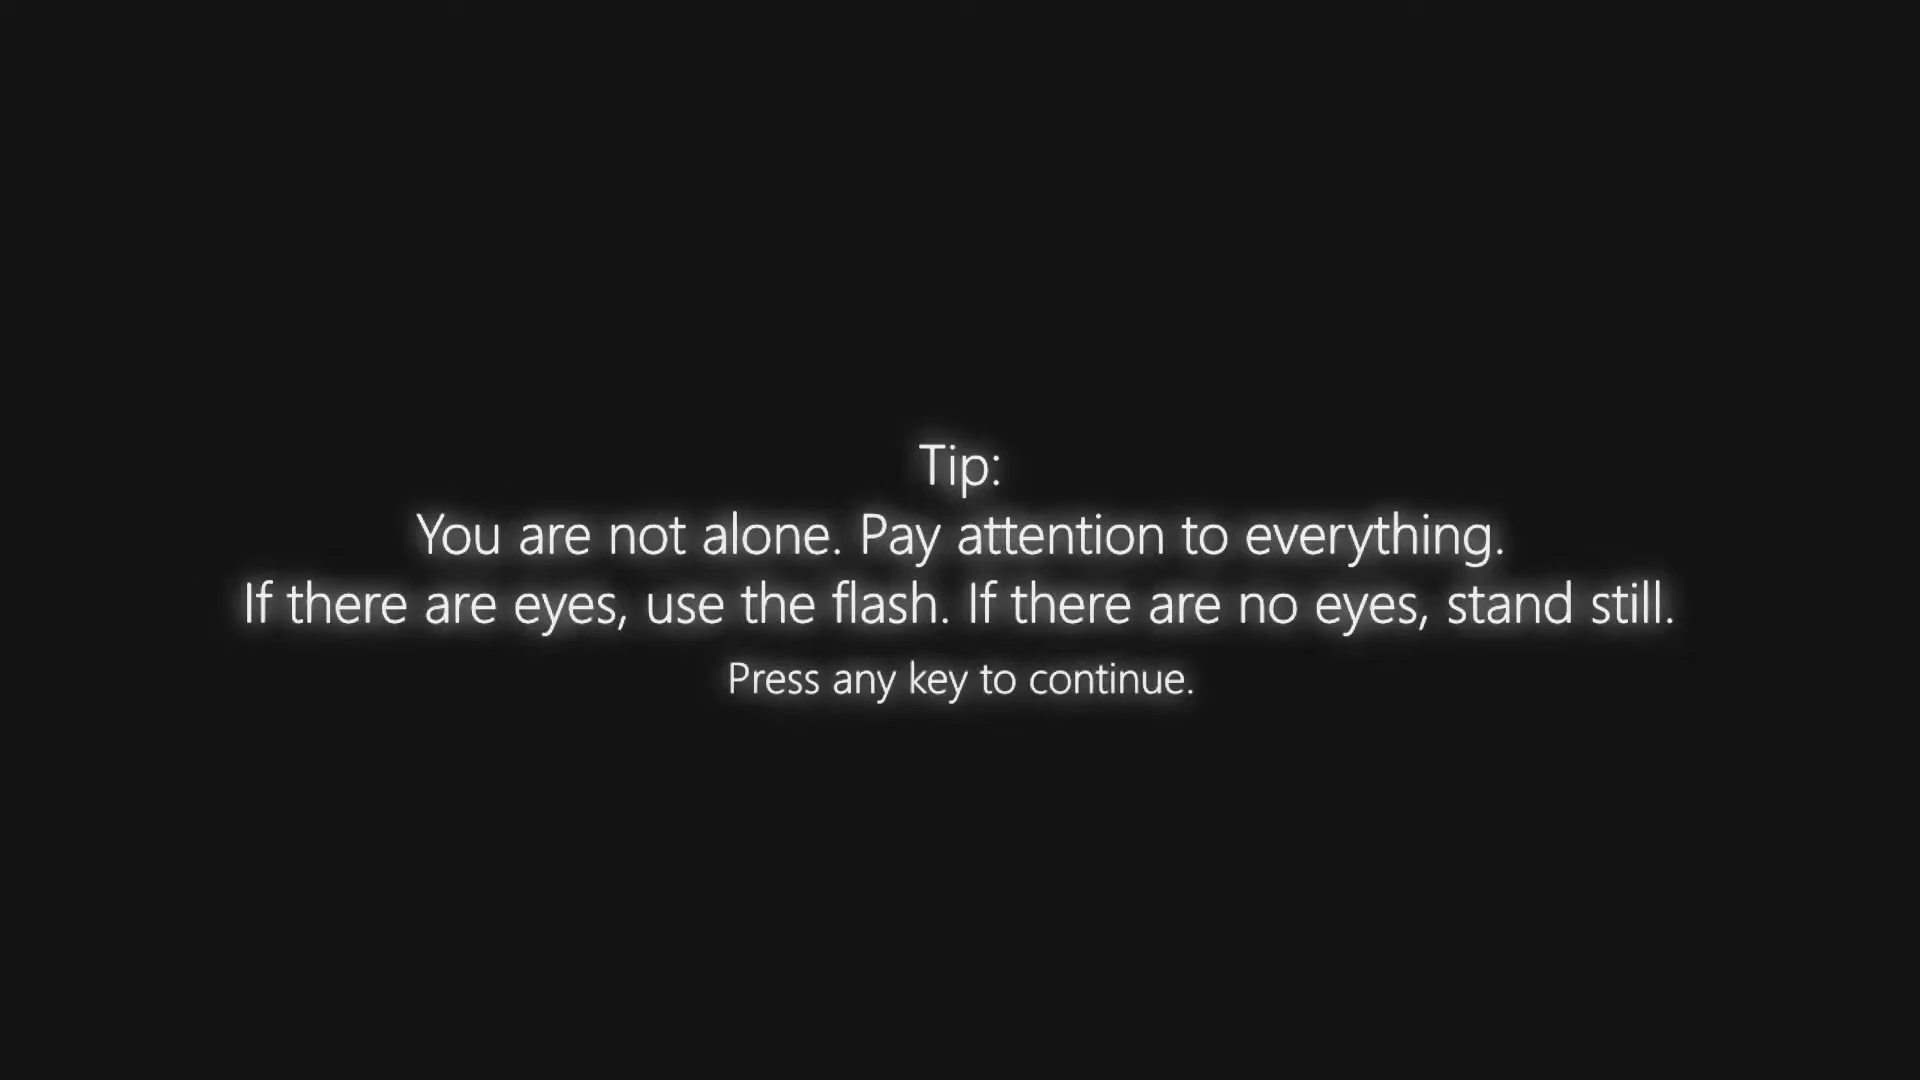 Tip:
You are not alone. Pay attention to everything.
If there are eyes, use the flash. If there are no eyes, stand still.
Press any key to continue.